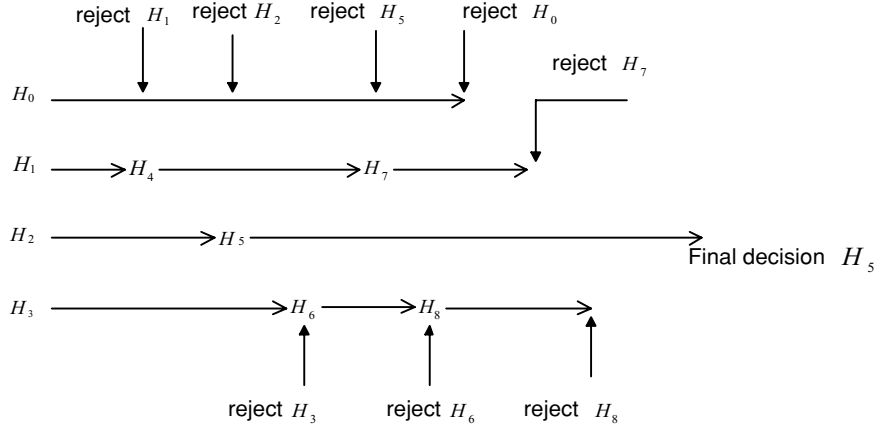 reject H₁ reject H₂ reject H₅ reject H₀
reject H₇
H₀
H₁ H₄ H₇
H₂ H₅
Final decision H₅
H₃ H₆ H₈
reject H₃ reject H₆ reject H₈